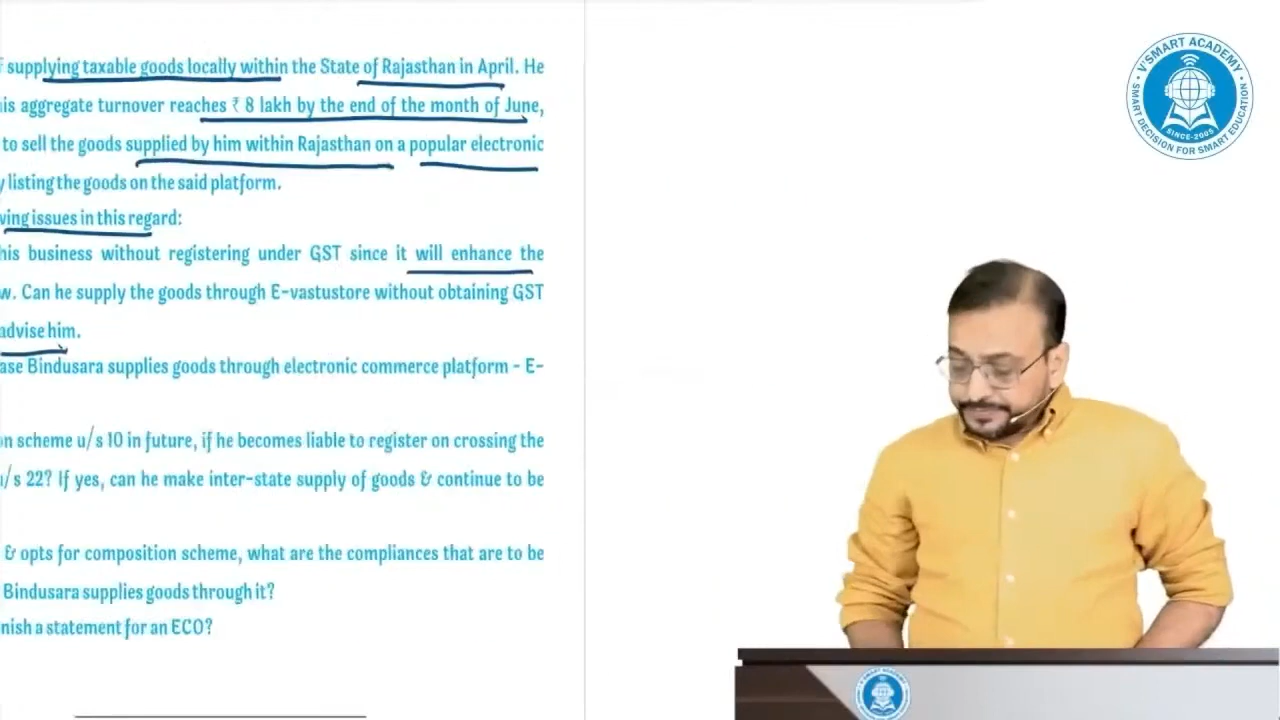 supplying taxable goods locally within the State of Rajasthan in April. He
is aggregate turnover reaches ₹ 8 lakh by the end of the month of June,
to sell the goods supplied by him within Rajasthan on a popular electronic
listing the goods on the said platform.
ving issues in this regard:
his business without registering under GST since it will enhance the
w. Can he supply the goods through E-vastustore without obtaining GST
advise him.
ase Bindusara supplies goods through electronic commerce platform - E-
on scheme u/s 10 in future, if he becomes liable to register on crossing the
/s 22? If yes, can he make inter-state supply of goods & continue to be
& opts for composition scheme, what are the compliances that are to be
Bindusara supplies goods through it?
nish a statement for an ECO?
V'SMART ACADEMY
SINCE-2005
SMART DECISION FOR SMART EDUCATION